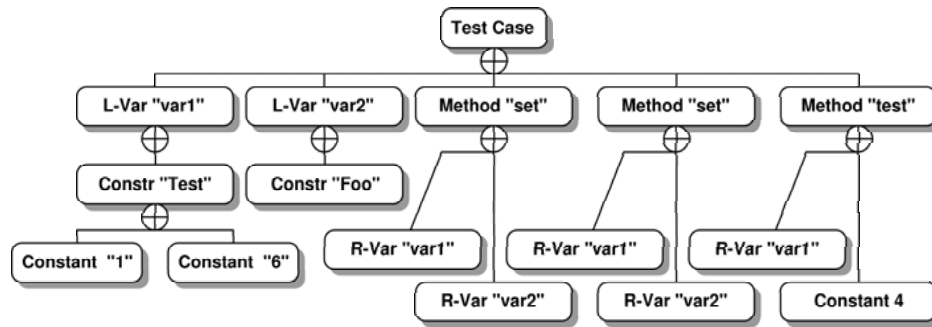 Test Case
L-Var "var1"
L-Var "var2"
Method "set"
Method "set"
Method "test"
Constr "Test"
Constr "Foo"
R-Var "var1"
R-Var "var1"
R-Var "var1"
Constant "1"
Constant "6"
R-Var "var2"
R-Var "var2"
Constant 4